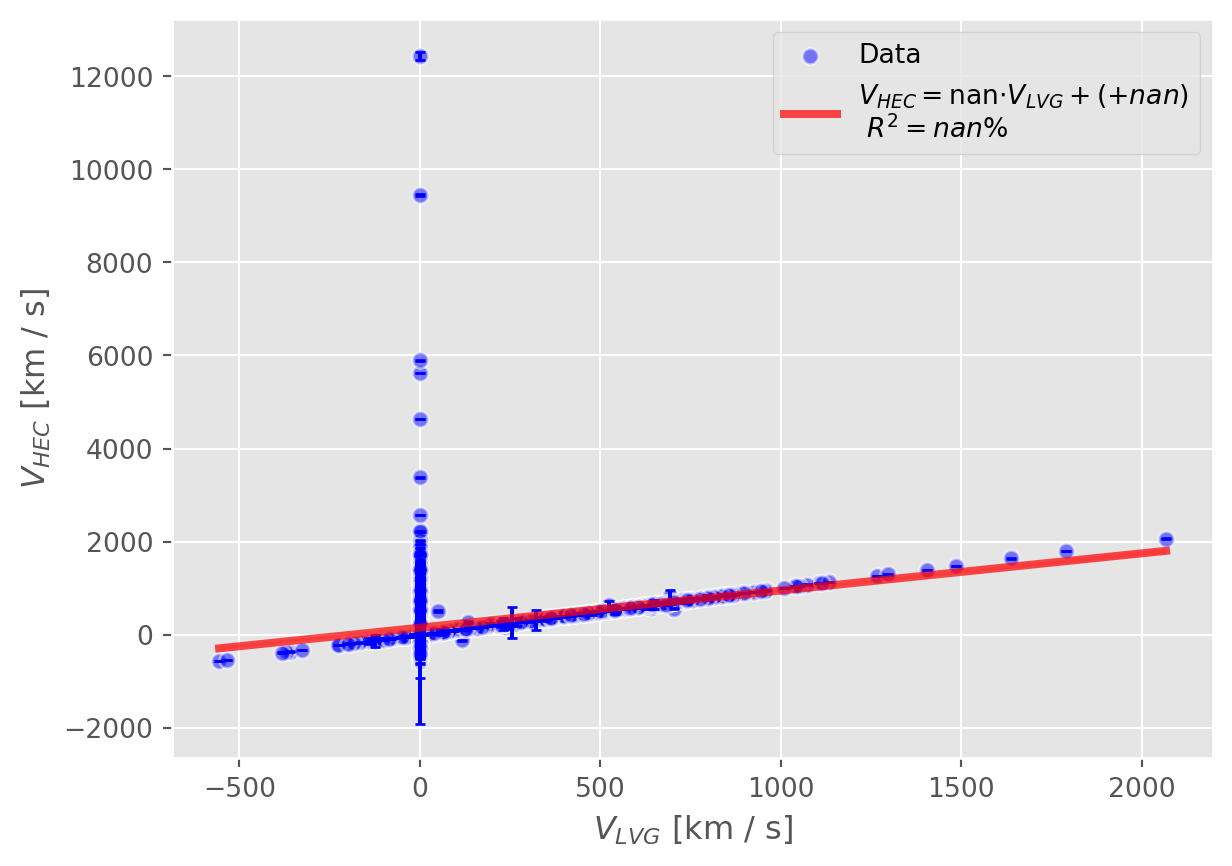 12000
10000
8000
6000
4000
2000
0
−2000
−500
0
500
1000
1500
2000
V_{HEC} [km / s]
V_{LVG} [km / s]
Data
V_{HEC} = nan·V_{LVG} + (+nan)
R² = nan%